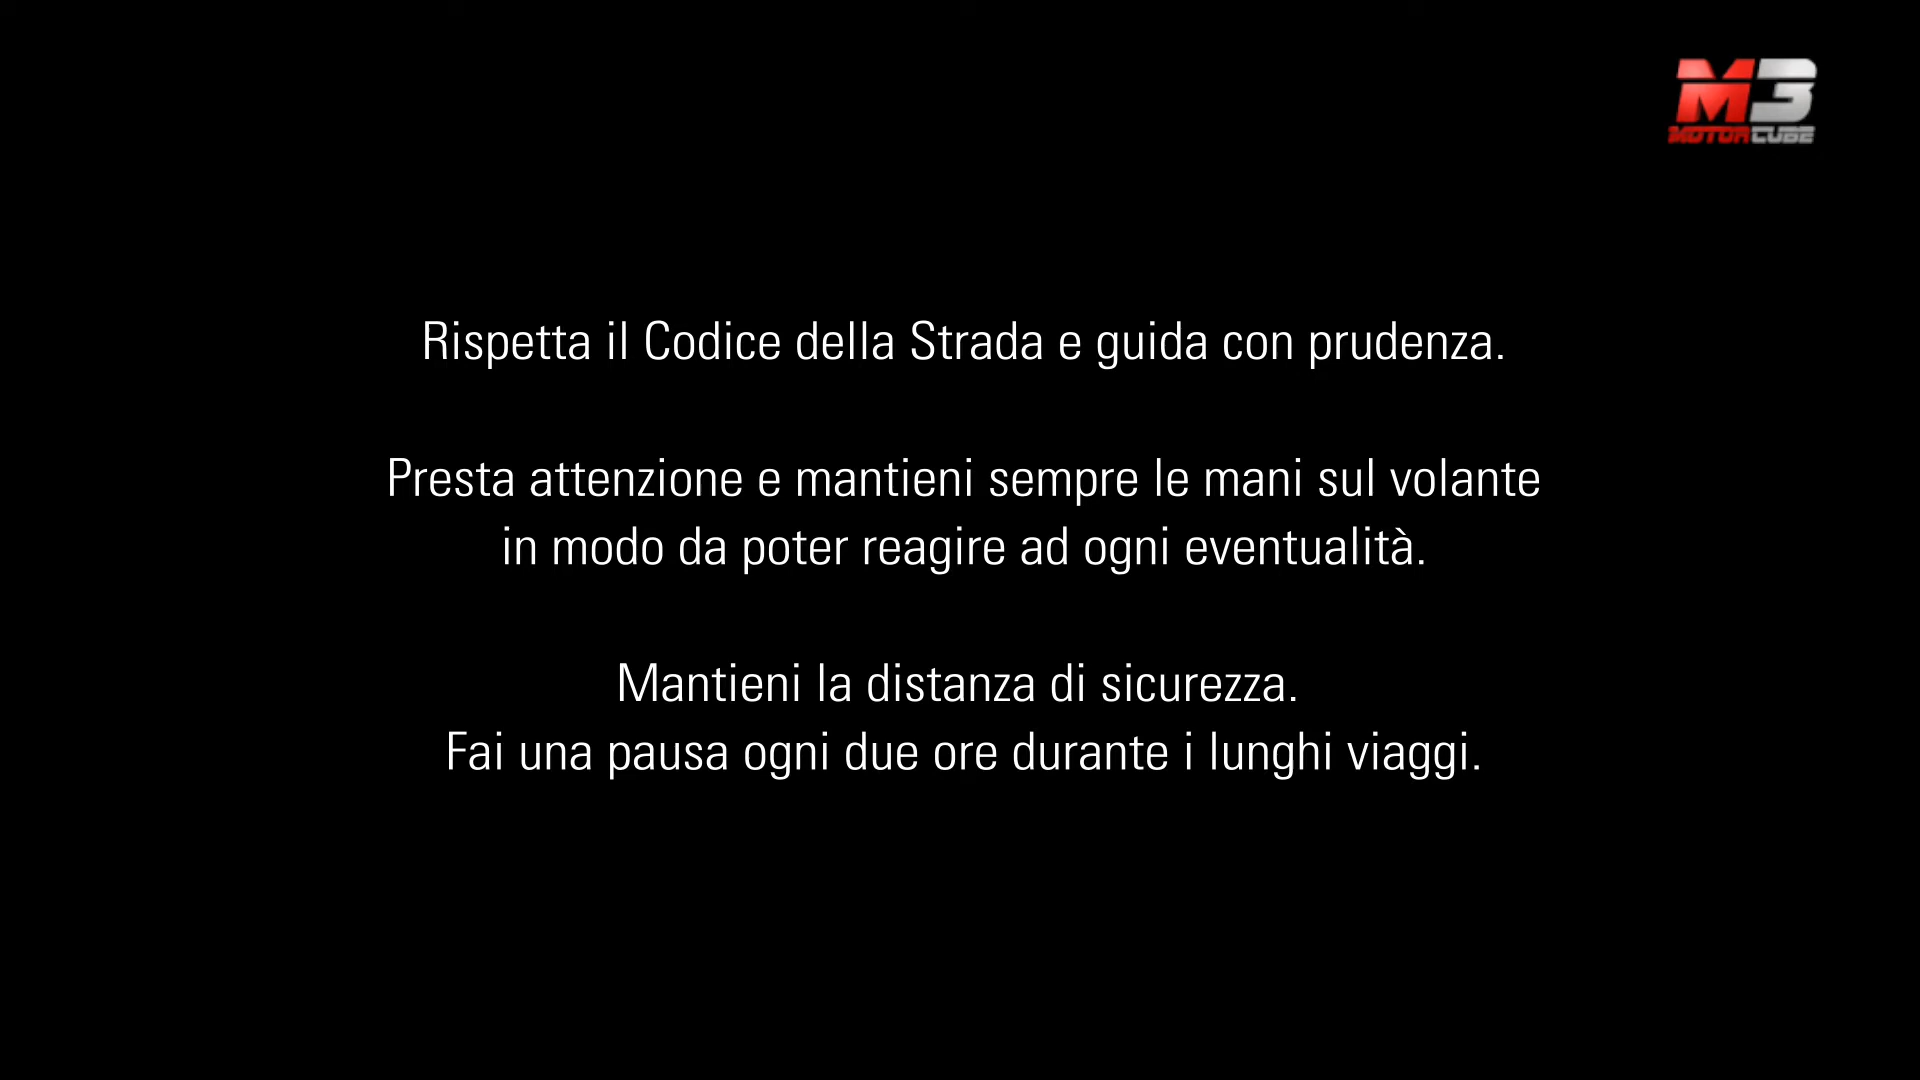 M3
MOTORCUBE
Rispetta il Codice della Strada e guida con prudenza.
Presta attenzione e mantieni sempre le mani sul volante
in modo da poter reagire ad ogni eventualità.
Mantieni la distanza di sicurezza.
Fai una pausa ogni due ore durante i lunghi viaggi.